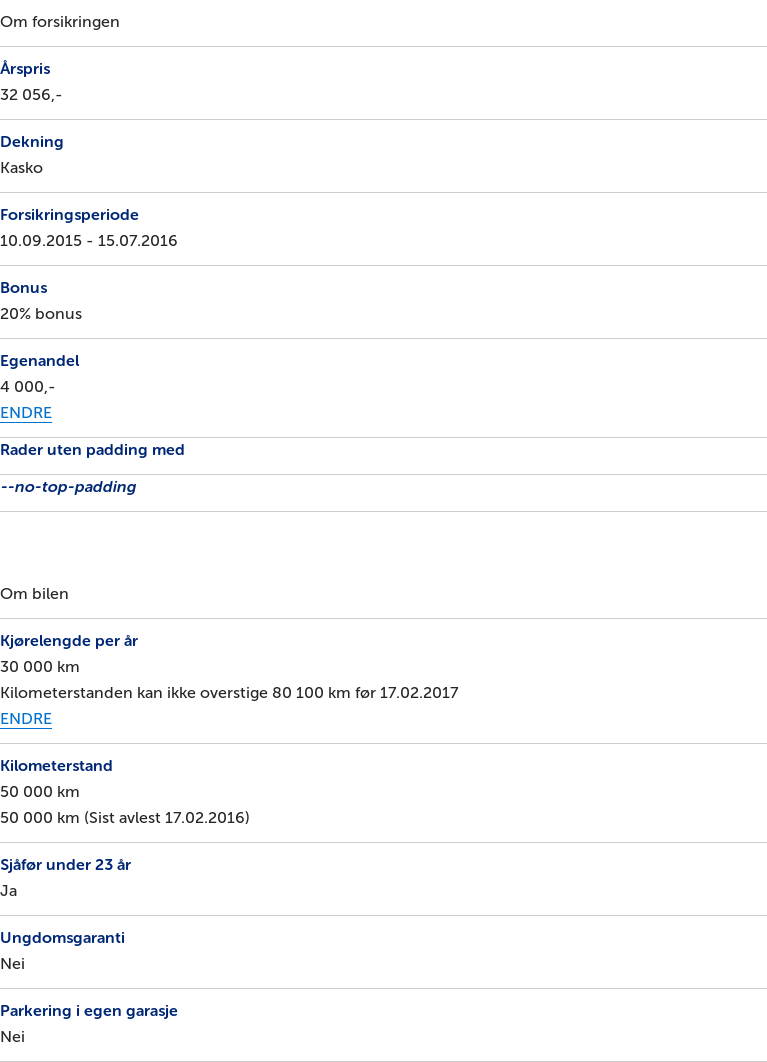 Om forsikringen
Årspris
32 056,-
Dekning
Kasko
Forsikringsperiode
10.09.2015 - 15.07.2016
Bonus
20% bonus
Egenandel
4 000,-
ENDRE
Rader uten padding med
--no-top-padding
Om bilen
Kjørelengde per år
30 000 km
Kilometerstanden kan ikke overstige 80 100 km før 17.02.2017
ENDRE
Kilometerstand
50 000 km
50 000 km (Sist avlest 17.02.2016)
Sjåfør under 23 år
Ja
Ungdomsgaranti
Nei
Parkering i egen garasje
Nei